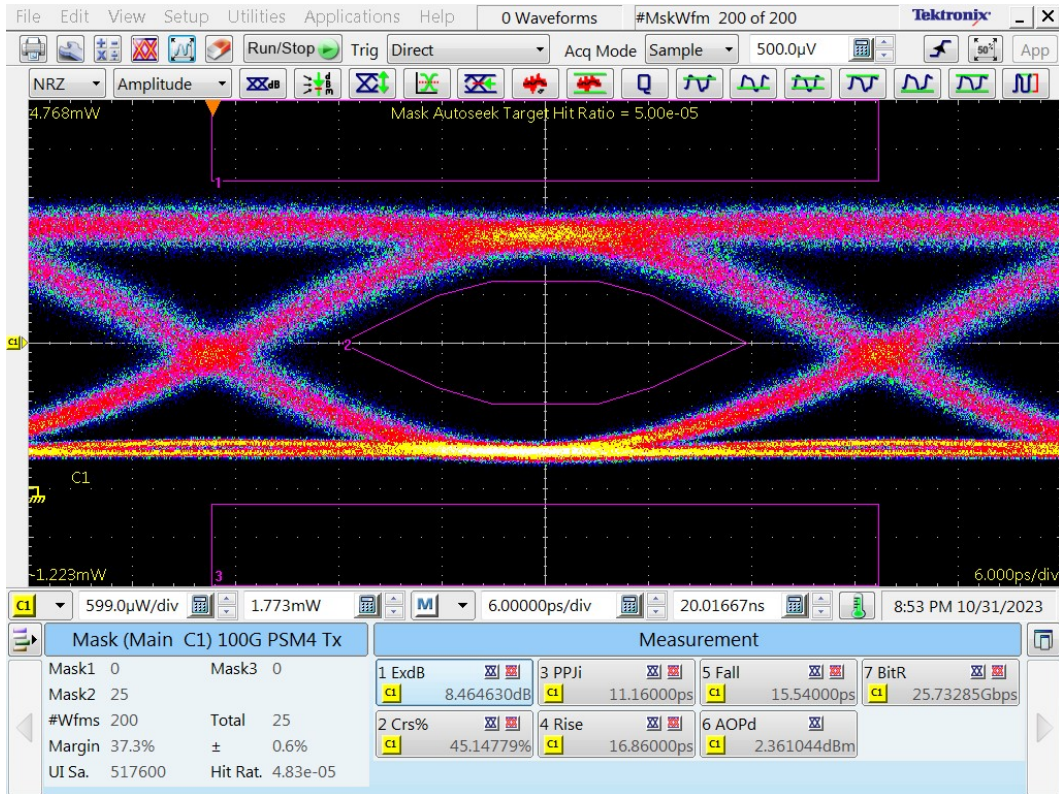 File Edit View Setup Utilities Applications Help 0 Waveforms #MskWfm 200 of 200 Tektronix _ X
Run/Stop Trig Direct Acq Mode Sample 500.0µV 50% App
NRZ Amplitude dB dBm Q
4.768mW Mask Autoseek Target Hit Ratio = 5.00e-05
1
C1 2
C1
-1.223mW 3 6.000ps/div
C1 599.0µW/div 1.773mW M 6.00000ps/div 20.01667ns 8:53 PM 10/31/2023
Mask (Main C1) 100G PSM4 Tx Measurement
Mask1 0 Mask3 0
Mask2 25
#Wfms 200 Total 25
Margin 37.3% ± 0.6%
UI Sa. 517600 Hit Rat. 4.83e-05
1 ExdB 3 PPJi 5 Fall 7 BitR
C1 8.464630dB C1 11.16000ps C1 15.54000ps C1 25.73285Gbps
2 Crs% 4 Rise 6 AOPd
C1 45.14779% C1 16.86000ps C1 2.361044dBm